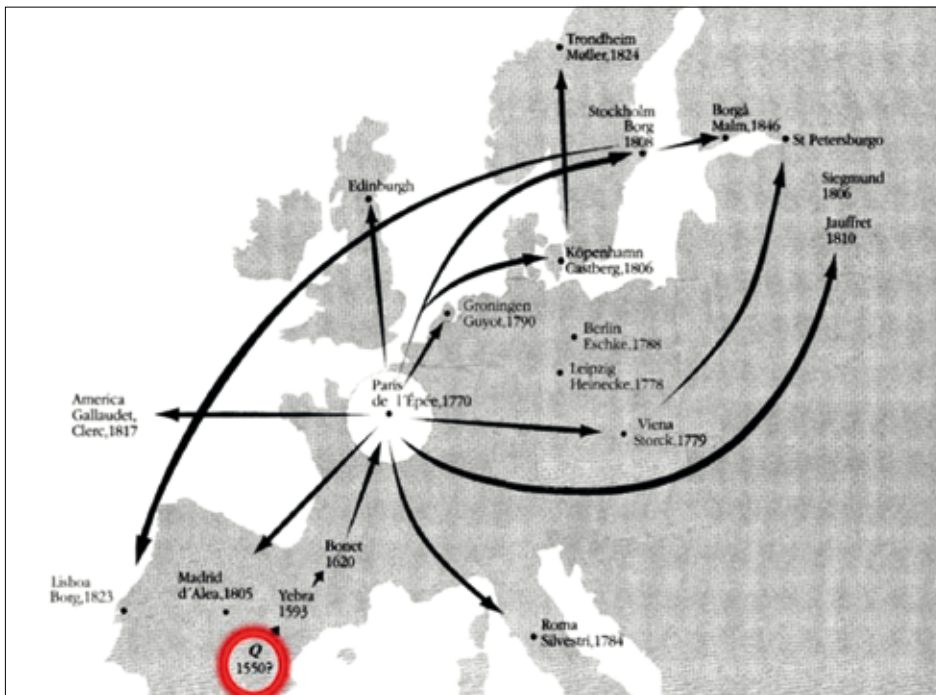 Trondheim
Møller,1824
Stockholm
Borg
1808
Borgå
Malm,1846
St Petersburgo
Siegmund
1806
Jauffret
1810
Edinburgh
Köpenhamn
Castberg,1806
Groningen
Guyot,1790
Berlin
Eschke,1788
Leipzig
Heinecke,1778
Paris
de l´Épée,1770
America
Gallaudet,
Clerc,1817
Viena
Storck,1779
Bonet
1620
Lisboa
Borg,1823
Madrid
d´Alea,1805
Yebra
1593
Q
1550?
Roma
Silvestri,1784